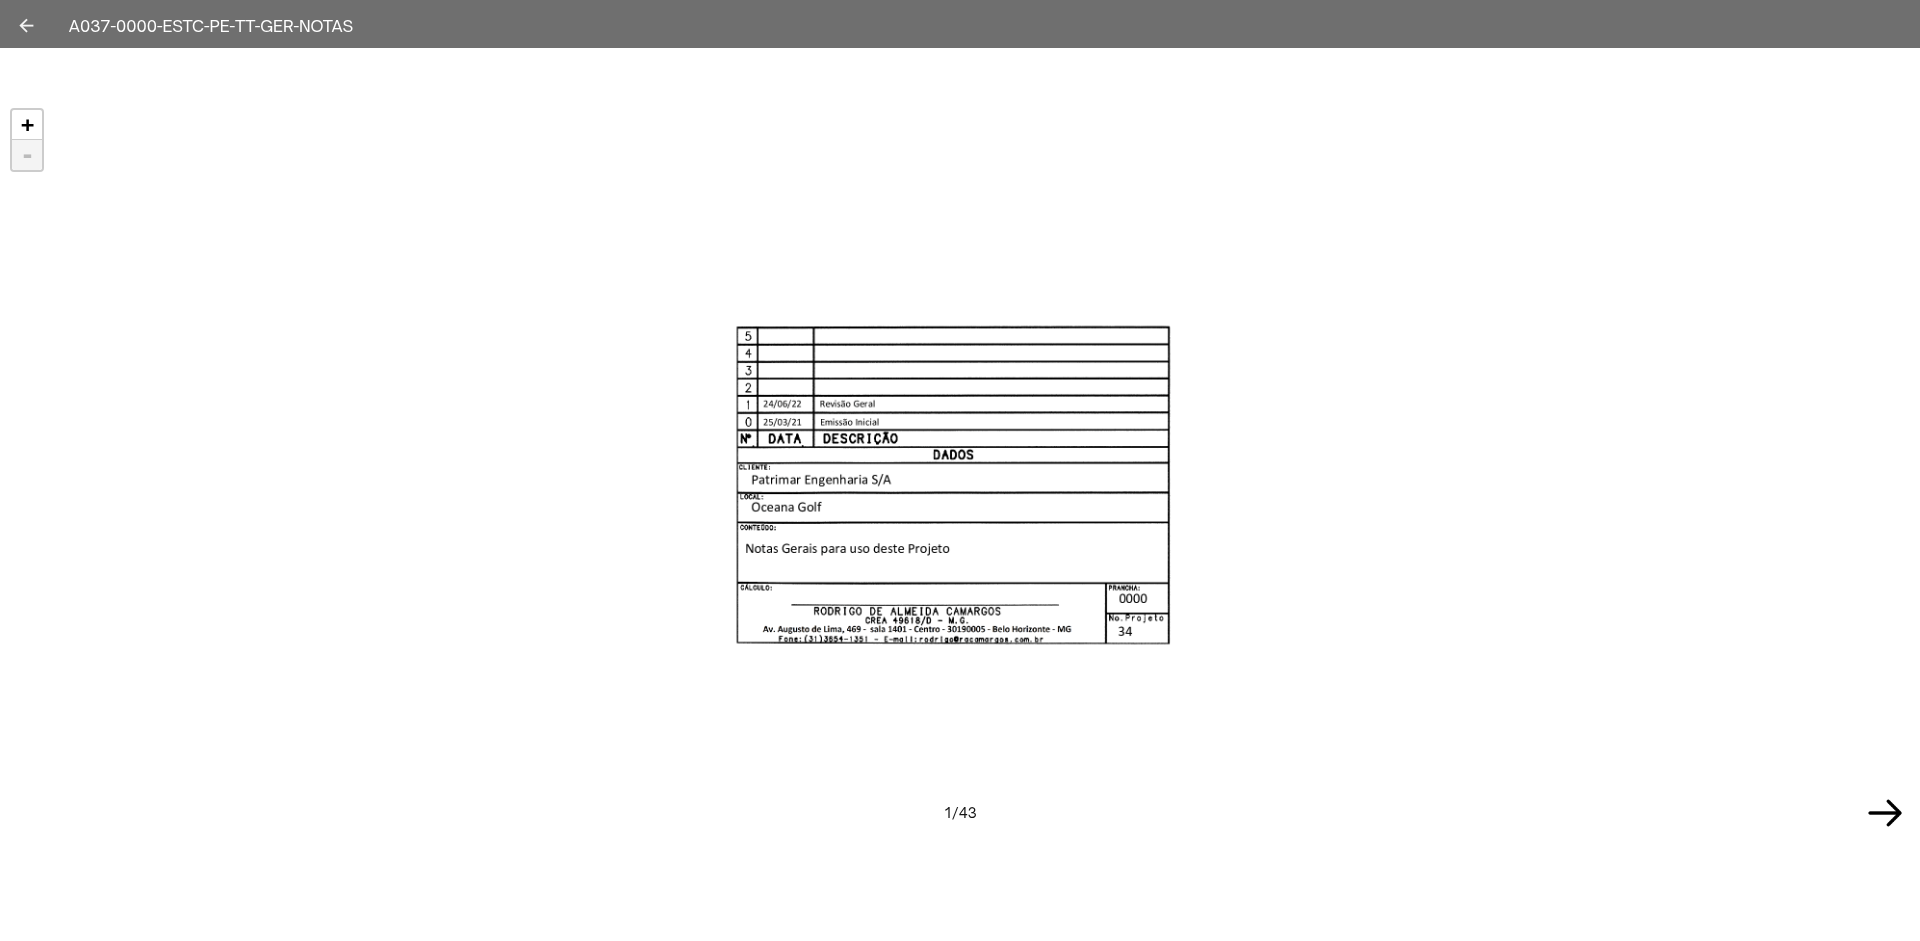 A037-0000-ESTC-PE-TT-GER-NOTAS
+
-
5
4
3
2
1 24/06/22 Revisão Geral
0 25/03/21 Emissão Inicial
Nº. DATA DESCRIÇÃO
DADOS
CLIENTE:
Patrimar Engenharia S/A
LOCAL:
Oceana Golf
CONTEÚDO:
Notas Gerais para uso deste Projeto
CÁLCULO:
RODRIGO DE ALMEIDA CAMARGOS
CREA 49618/D - M.G.
Av. Augusto de Lima, 469 - sala 1401 - Centro - 30190005 - Belo Horizonte - MG
Fone:(31)3654-1351 - E-mail:rodrigo@racamargos.com.br
PRANCHA:
0000
No.Projeto
34
1/43